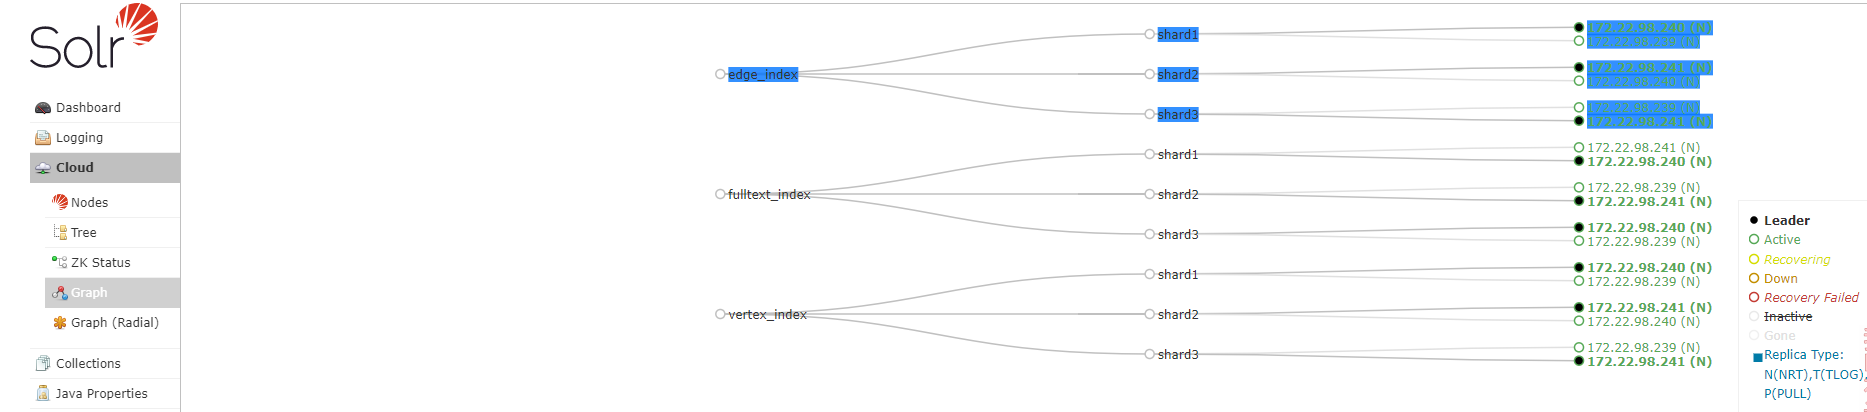 Solr
Dashboard
Logging
Cloud
Nodes
Tree
ZK Status
Graph
Graph (Radial)
Collections
Java Properties
edge_index
shard1
172.22.98.240 (N)
172.22.98.239 (N)
shard2
172.22.98.241 (N)
172.22.98.240 (N)
shard3
172.22.98.239 (N)
172.22.98.241 (N)
fulltext_index
shard1
172.22.98.241 (N)
172.22.98.240 (N)
shard2
172.22.98.239 (N)
172.22.98.241 (N)
shard3
172.22.98.240 (N)
172.22.98.239 (N)
vertex_index
shard1
172.22.98.240 (N)
172.22.98.239 (N)
shard2
172.22.98.241 (N)
172.22.98.240 (N)
shard3
172.22.98.239 (N)
172.22.98.241 (N)
Leader
Active
Recovering
Down
Recovery Failed
Inactive
Gone
Replica Type:
N(NRT),T(TLOG),
P(PULL)